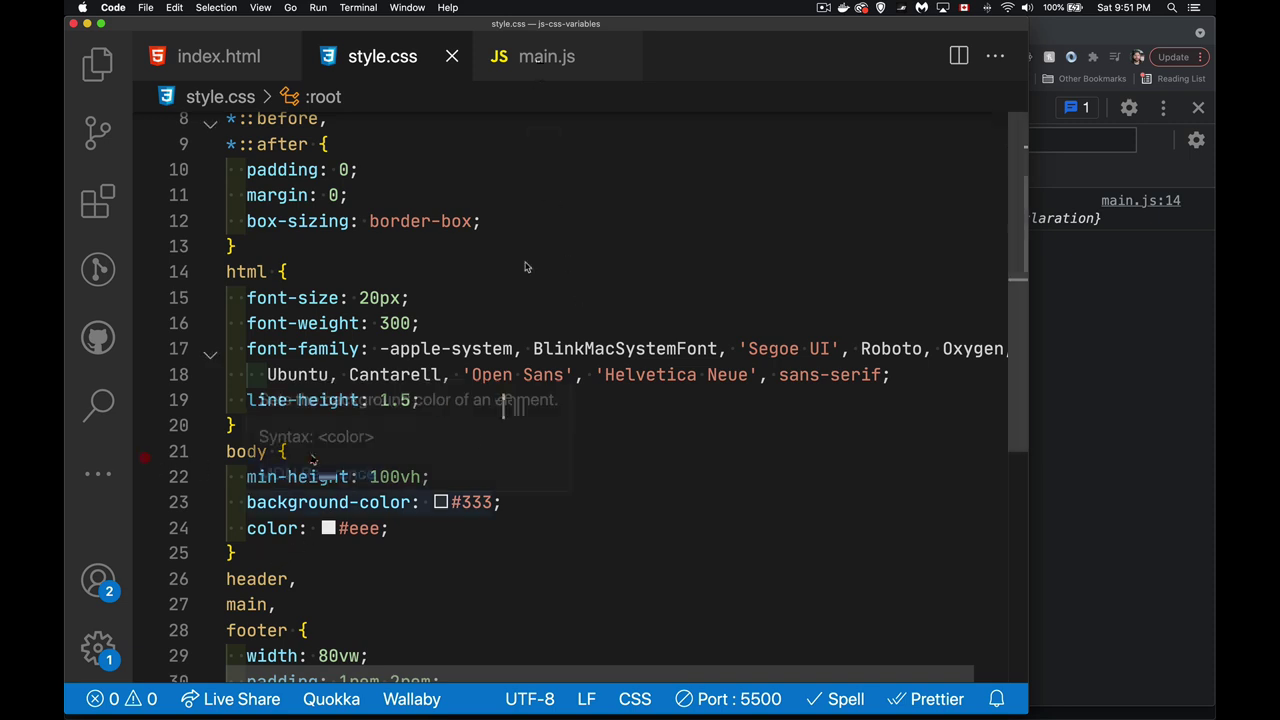 Code File Edit Selection View Go Run Terminal Window Help 100% Sat 9:51 PM
style.css — js-css-variables
index.html style.css JS main.js
style.css > :root
8 *::before,
9 *::after {
10 padding: 0;
11 margin: 0;
12 box-sizing: border-box;
13 }
14 html {
15 font-size: 20px;
16 font-weight: 300;
17 font-family: -apple-system, BlinkMacSystemFont, 'Segoe UI', Roboto, Oxygen,
18 Ubuntu, Cantarell, 'Open Sans', 'Helvetica Neue', sans-serif;
19 line-height: 1.5;
color of an element.
20 }
Syntax: <color>
21 body {
22 min-height: 100vh;
23 background-color: #333;
24 color: #eee;
25 }
26 header,
27 main,
28 footer {
29 width: 80vw;
30 padding: 1rem 2rem;
2
1
0 0 Live Share Quokka Wallaby UTF-8 LF CSS Port : 5500 Spell Prettier
Update
Other Bookmarks Reading List
1
main.js:14
laration}